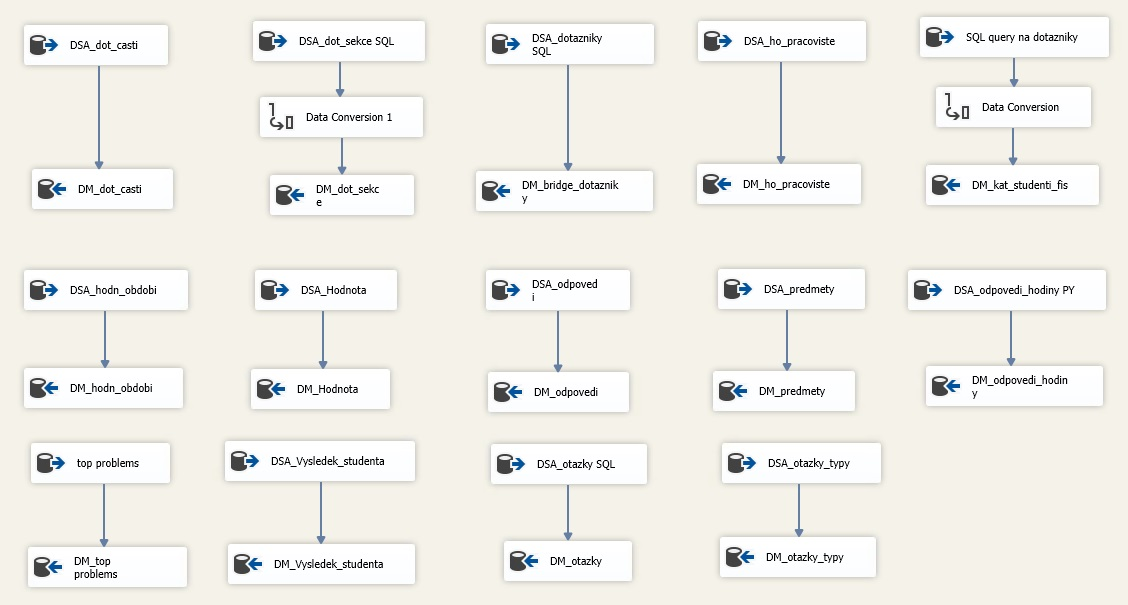 DSA_dot_casti
DSA_dot_sekce SQL
DSA_dotazniky
SQL
DSA_ho_pracoviste
SQL query na dotazniky
Data Conversion 1
Data Conversion
DM_dot_casti
DM_dot_sekc
e
DM_bridge_dotaznik
y
DM_ho_pracoviste
DM_kat_studenti_fis
DSA_hodn_obdobi
DSA_Hodnota
DSA_odpoved
i
DSA_predmety
DSA_odpovedi_hodiny PY
DM_hodn_obdobi
DM_Hodnota
DM_odpovedi
DM_predmety
DM_odpovedi_hodin
y
top problems
DSA_Vysledek_studenta
DSA_otazky SQL
DSA_otazky_typy
DM_top
problems
DM_Vysledek_studenta
DM_otazky
DM_otazky_typy